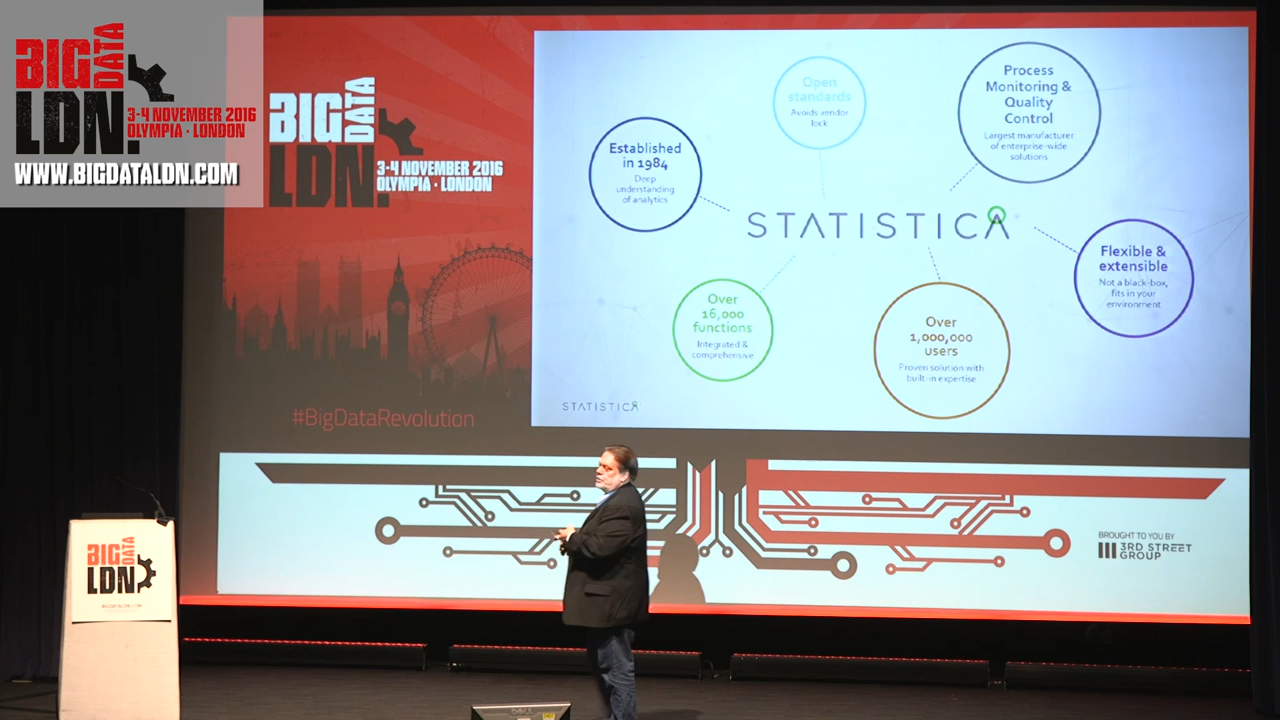 BIG DATA
LDN.
3-4 NOVEMBER 2016
OLYMPIA · LONDON
WWW.BIGDATALDN.COM
BIG DATA
LDN.
3-4 NOVEMBER 2016
OLYMPIA · LONDON
#BigDataRevolution
Established
in 1984
Deep
understanding
of analytics
Open
standards
Avoids vendor
lock
Process
Monitoring &
Quality
Control
Largest manufacturer
of enterprise-wide
solutions
STATISTICA
Flexible &
extensible
Not a black-box,
fits in your
environment
Over
16,000
functions
Integrated &
comprehensive
Over
1,000,000
users
Proven solution with
built-in expertise
STATISTICA
BROUGHT TO YOU BY
3RD STREET
GROUP
BIG DATA
LDN
BIGDATALDN.COM
DELL